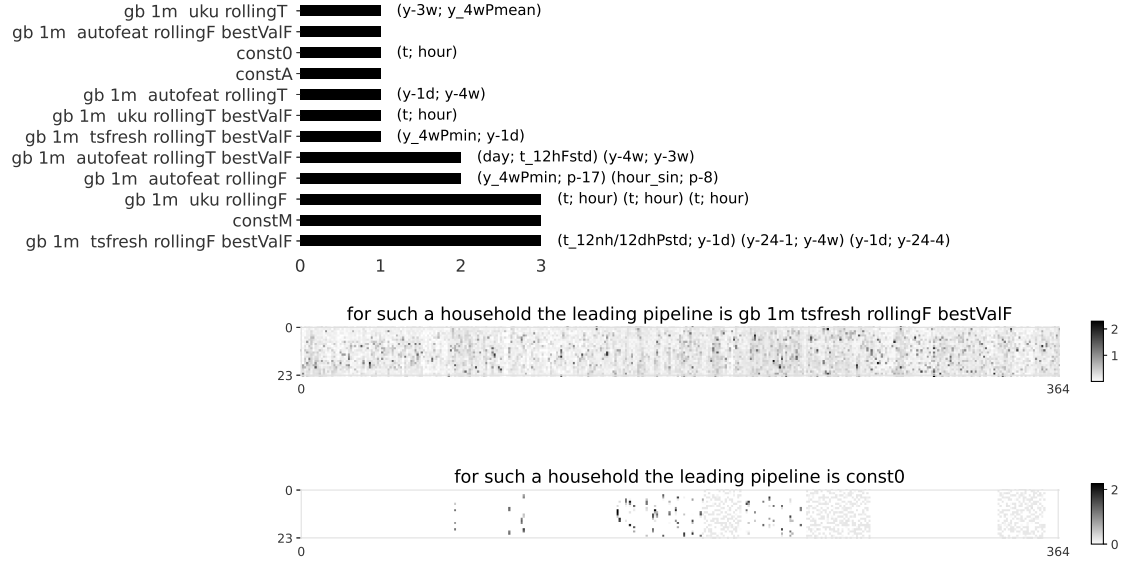 gb 1m  uku rollingT (y-3w; y_4wPmean)
gb 1m  autofeat rollingF bestValF
const0 (t; hour)
constA
gb 1m  autofeat rollingT (y-1d; y-4w)
gb 1m  uku rollingT bestValF (t; hour)
gb 1m  tsfresh rollingT bestValF (y_4wPmin; y-1d)
gb 1m  autofeat rollingT bestValF (day; t_12hFstd) (y-4w; y-3w)
gb 1m  autofeat rollingF (y_4wPmin; p-17) (hour_sin; p-8)
gb 1m  uku rollingF (t; hour) (t; hour) (t; hour)
constM
gb 1m  tsfresh rollingF bestValF (t_12nh/12dhPstd; y-1d) (y-24-1; y-4w) (y-1d; y-24-4)
0 1 2 3
for such a household the leading pipeline is gb 1m tsfresh rollingF bestValF
0
23
0 364
2
1
for such a household the leading pipeline is const0
0
23
0 364
2
0